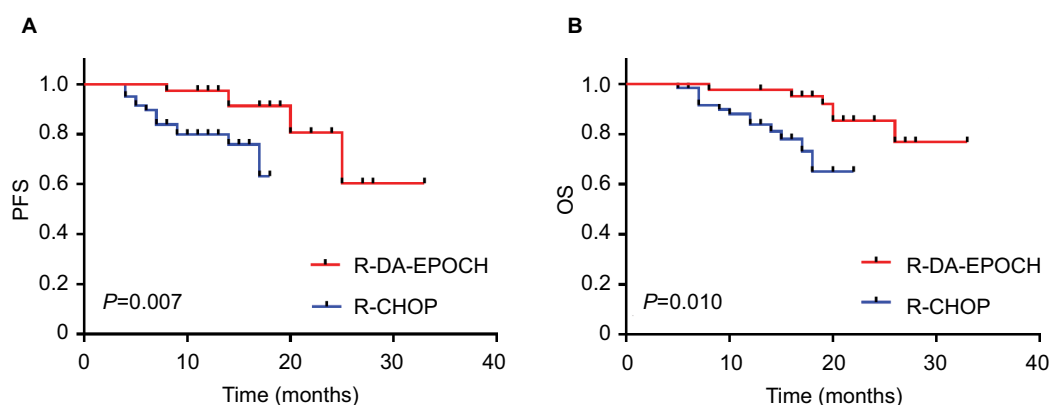 A
PFS
1.0
0.8
0.6
0.4
0.2
0
R-DA-EPOCH
R-CHOP
P=0.007
0 10 20 30 40
Time (months)
B
OS
1.0
0.8
0.6
0.4
0.2
0
R-DA-EPOCH
R-CHOP
P=0.010
0 10 20 30 40
Time (months)